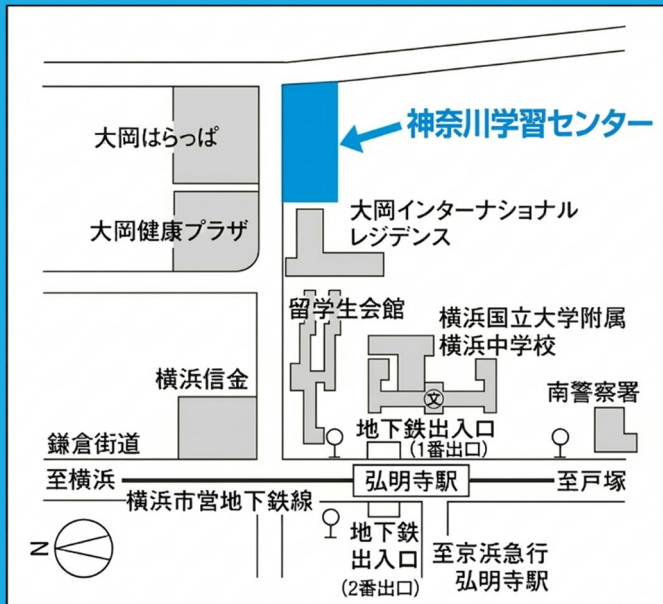 神奈川学習センター
大岡はらっぱ
大岡健康プラザ
大岡インターナショナル
レジデンス
留学生会館
横浜国立大学附属
横浜中学校
文
横浜信金
南警察署
鎌倉街道
地下鉄出入口
(1番出口)
至横浜
弘明寺駅
至戸塚
横浜市営地下鉄線
地下鉄
出入口
(2番出口)
至京浜急行
弘明寺駅
N